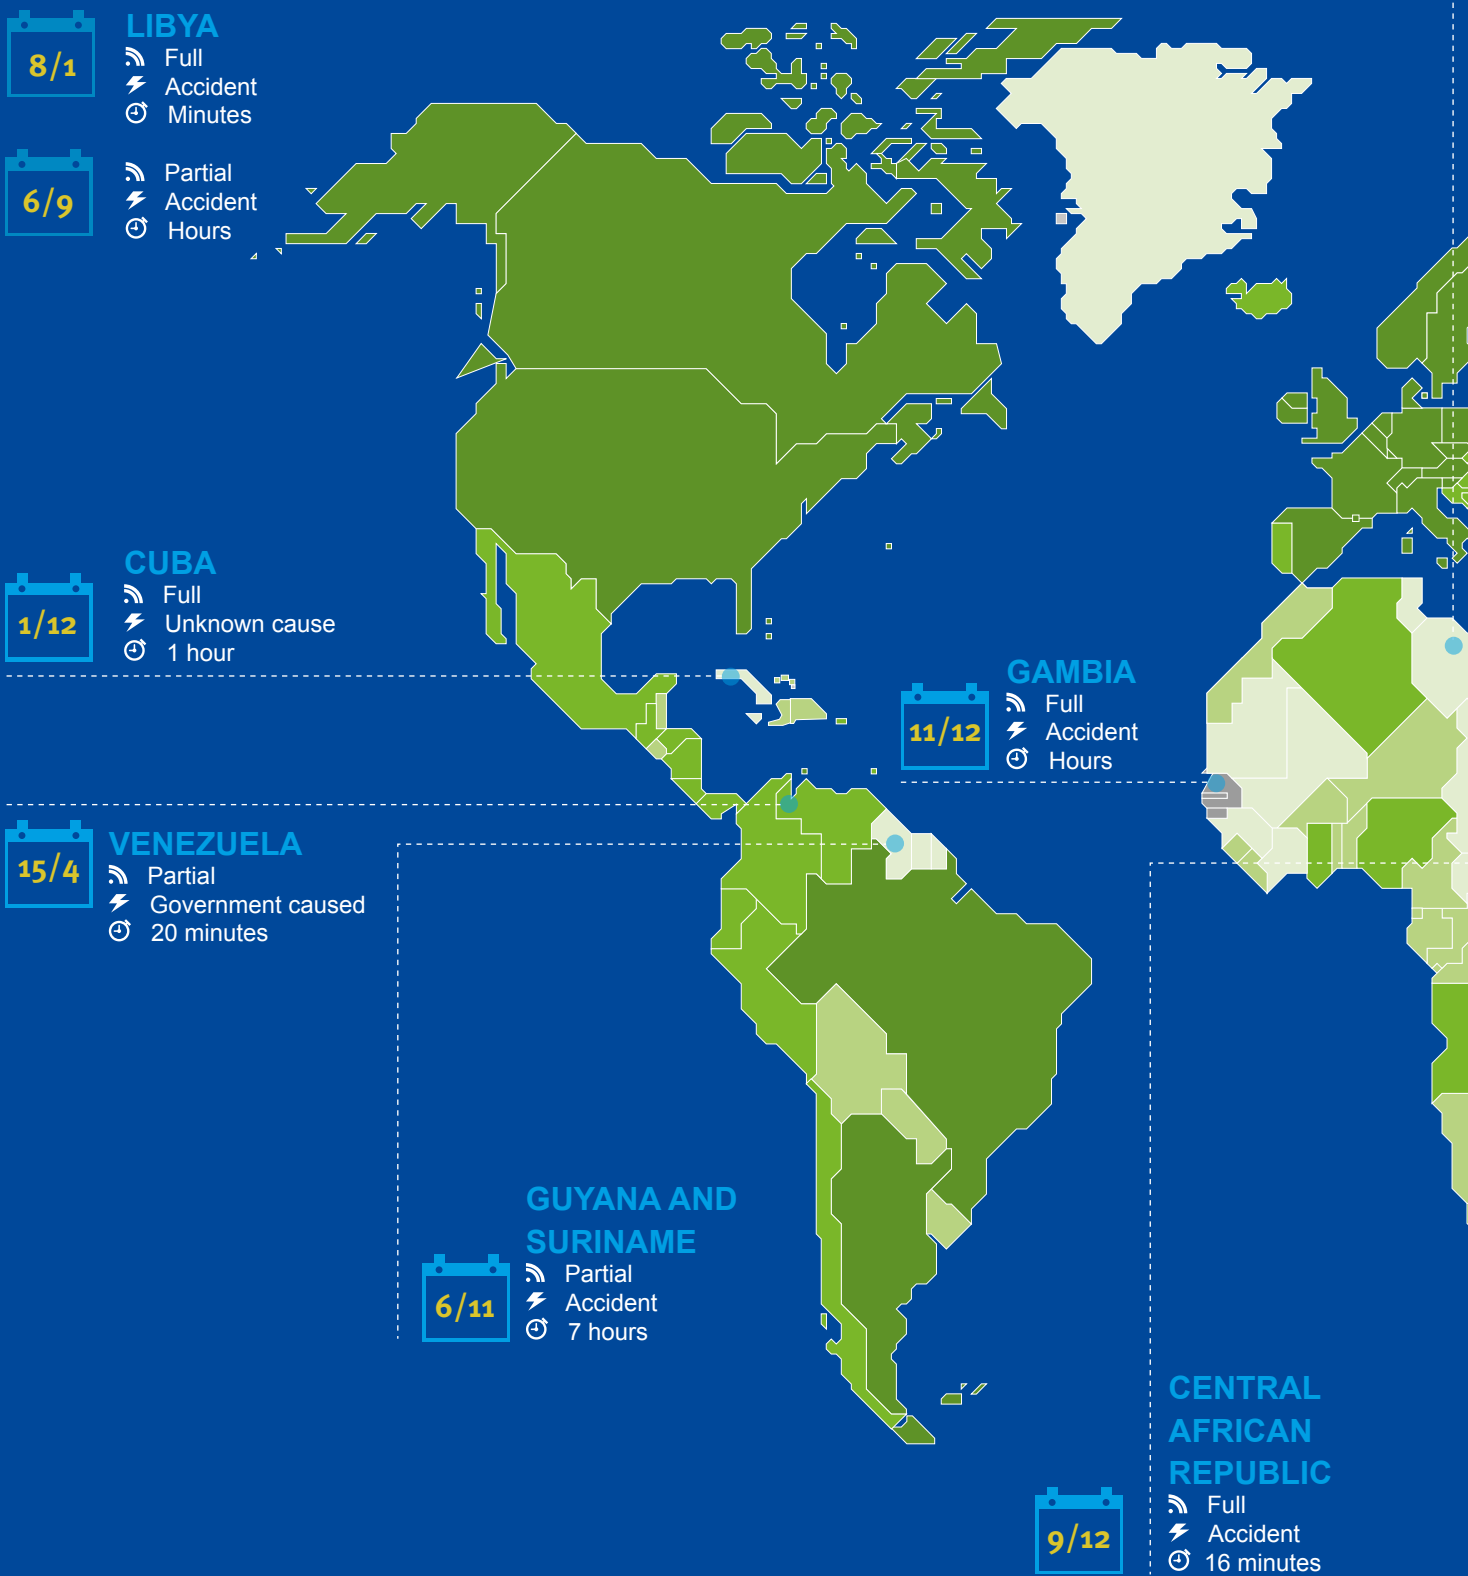 LIBYA
8/1
Full
Accident
Minutes
6/9
Partial
Accident
Hours
CUBA
1/12
Full
Unknown cause
1 hour
GAMBIA
11/12
Full
Accident
Hours
VENEZUELA
15/4
Partial
Government caused
20 minutes
GUYANA AND
SURINAME
6/11
Partial
Accident
7 hours
CENTRAL
AFRICAN
REPUBLIC
9/12
Full
Accident
16 minutes